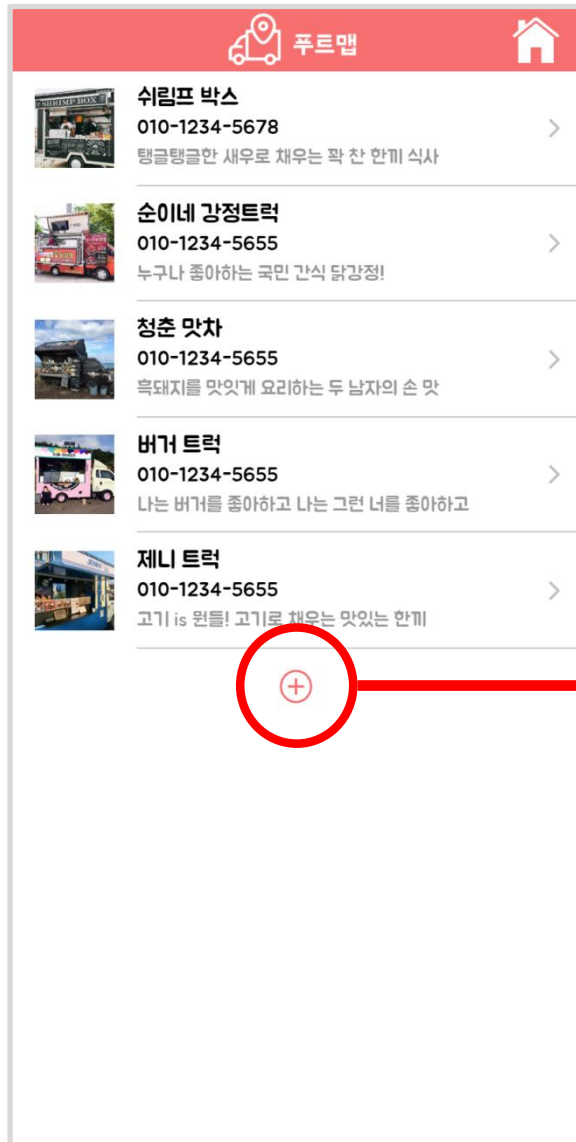 푸트맵
SHRIMP BOX
쉬림프 박스
010-1234-5678
탱글탱글한 새우로 채우는 꽉 찬 한끼 식사
순이네 강정트럭
010-1234-5655
누구나 좋아하는 국민 간식 닭강정!
청춘 맛차
010-1234-5655
흑돼지를 맛잇게 요리하는 두 남자의 손 맛
버거 트럭
010-1234-5655
나는 버거를 좋아하고 나는 그런 너를 좋아하고
제니 트럭
010-1234-5655
고기 is 뭔들! 고기로 채우는 맛있는 한끼